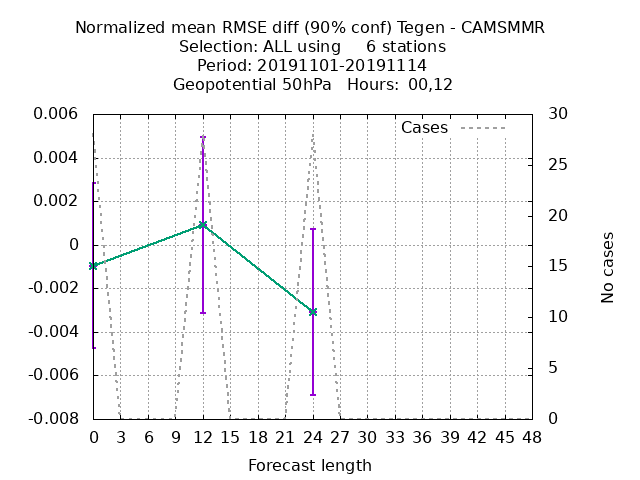 Normalized mean RMSE diff (90% conf) Tegen - CAMSMMR
Selection: ALL using     6 stations
Period: 20191101-20191114
Geopotential 50hPa   Hours:  00,12
Cases
0.006
0.004
0.002
0
-0.002
-0.004
-0.006
-0.008
30
25
20
15
10
5
0
No cases
0 3 6 9 12 15 18 21 24 27 30 33 36 39 42 45 48
Forecast length